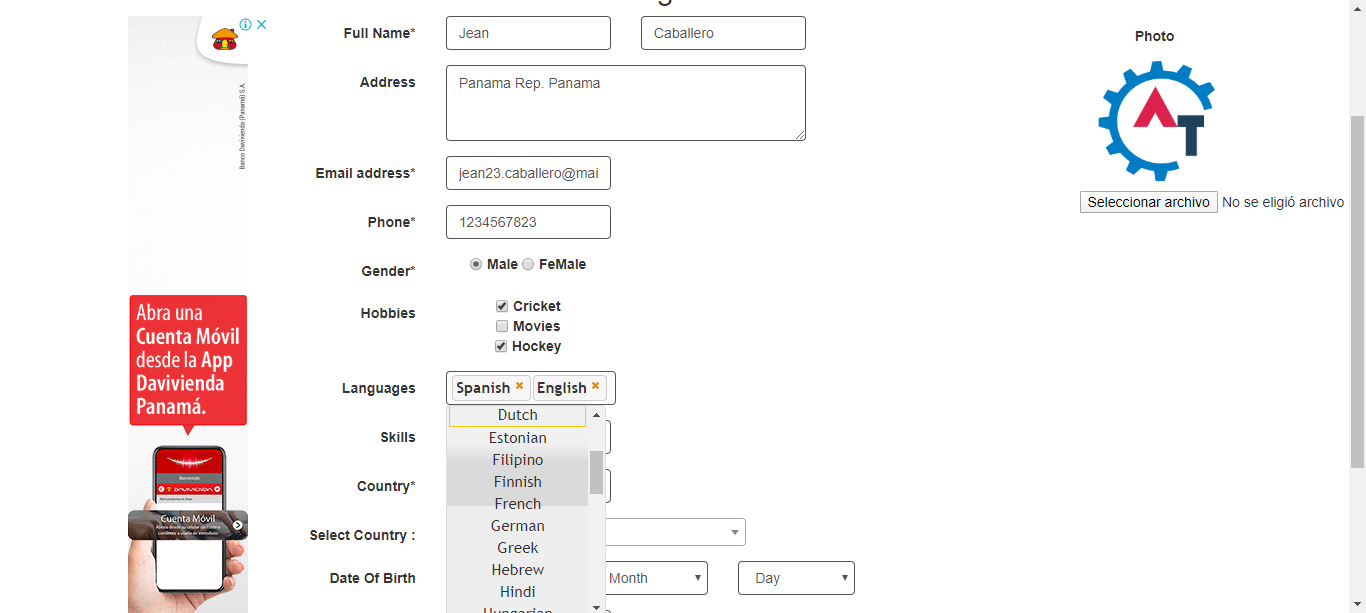 Full Name*
Jean
Caballero
Photo
Address
Panama Rep. Panama
Banco Davivienda (Panamá) S.A.
AT
Email address*
jean23.caballero@mai
Seleccionar archivo No se eligió archivo
Phone*
1234567823
Gender*
Male FeMale
Hobbies
Cricket
Movies
Hockey
Abra una
Cuenta Móvil
desde la App
Davivienda
Panamá.
Languages
Spanish English
Dutch
Estonian
Filipino
Finnish
French
German
Greek
Hebrew
Hindi
Hungarian
Skills
Country*
Select Country :
Date Of Birth
Month
Day
Bienvenido
DAVIVIENDA
Cuenta Móvil